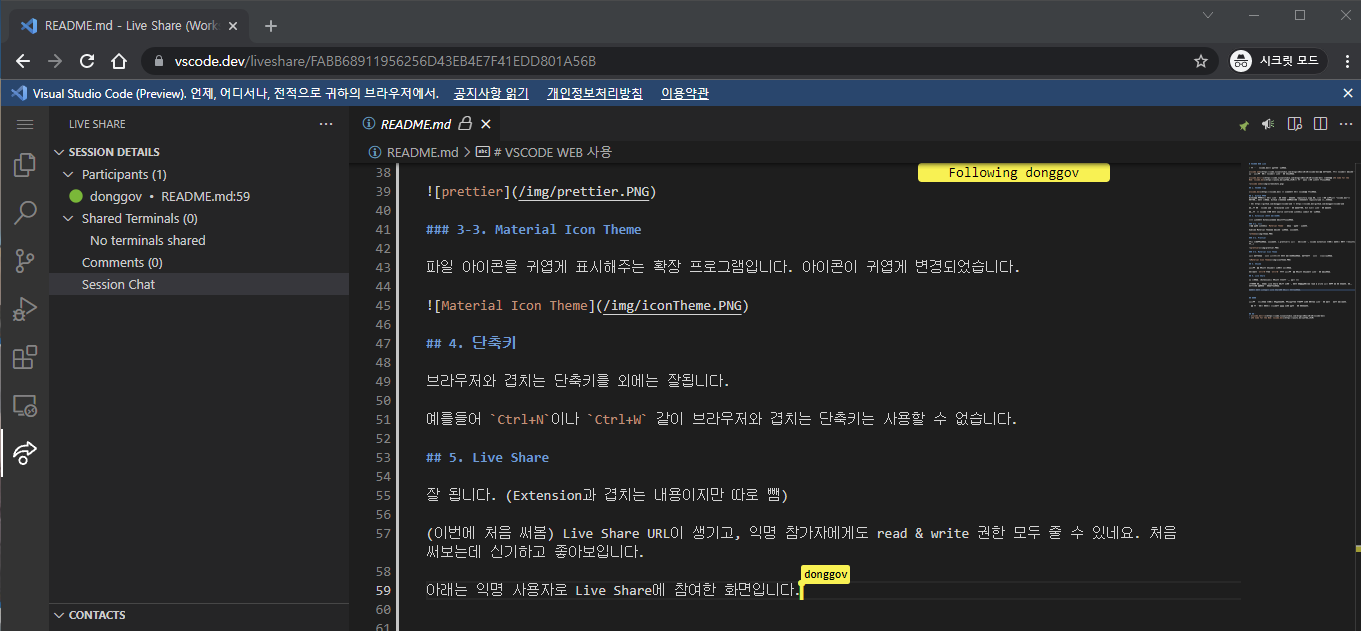 README.md - Live Share (Work
vscode.dev/liveshare/FABB68911956256D43EB4E7F41EDD801A56B
시크릿 모드
Visual Studio Code (Preview). 언제, 어디서나, 전적으로 귀하의 브라우저에서. 공지사항 읽기 개인정보처리방침 이용약관
LIVE SHARE
SESSION DETAILS
Participants (1)
donggov • README.md:59
Shared Terminals (0)
No terminals shared
Comments (0)
Session Chat
CONTACTS
README.md
README.md > # VSCODE WEB 사용
Following donggov
38
39 ![prettier](/img/prettier.PNG)
40
41 ### 3-3. Material Icon Theme
42
43 파일 아이콘을 귀엽게 표시해주는 확장 프로그램입니다. 아이콘이 귀엽게 변경되었습니다.
44
45 ![Material Icon Theme](/img/iconTheme.PNG)
46
47 ## 4. 단축키
48
49 브라우저와 겹치는 단축키를 외에는 잘됩니다.
50
51 예를들어 `Ctrl+N`이나 `Ctrl+W` 같이 브라우저와 겹치는 단축키는 사용할 수 없습니다.
52
53 ## 5. Live Share
54
55 잘 됩니다. (Extension과 겹치는 내용이지만 따로 뺌)
56
57 (이번에 처음 써봄) Live Share URL이 생기고, 익명 참가자에게도 read & write 권한 모두 줄 수 있네요. 처음
써보는데 신기하고 좋아보입니다.
58
donggov
59 아래는 익명 사용자로 Live Share에 참여한 화면입니다.
60
61